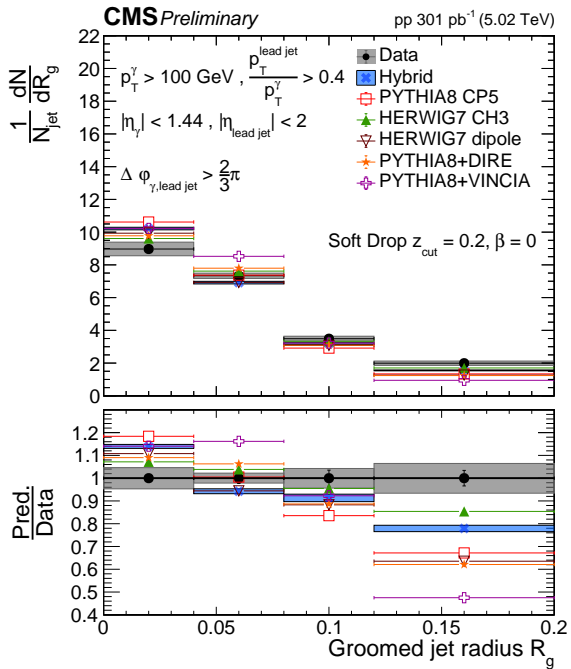 CMS Preliminary
pp 301 pb⁻¹ (5.02 TeV)
p_T^γ > 100 GeV , p_T^{lead jet} / p_T^γ > 0.4
|η_γ| < 1.44 , |η_{lead jet}| < 2
Δ φ_{γ,lead jet} > 2/3 π
Data
Hybrid
PYTHIA8 CP5
HERWIG7 CH3
HERWIG7 dipole
PYTHIA8+DIRE
PYTHIA8+VINCIA
Soft Drop z_cut = 0.2, β = 0
1/N_jet dN/dR_g
22
20
18
16
14
12
10
8
6
4
2
0
Pred.
Data
1.2
1.1
1
0.9
0.8
0.7
0.6
0.5
0.4
0
0.05
0.1
0.15
0.2
Groomed jet radius R_g